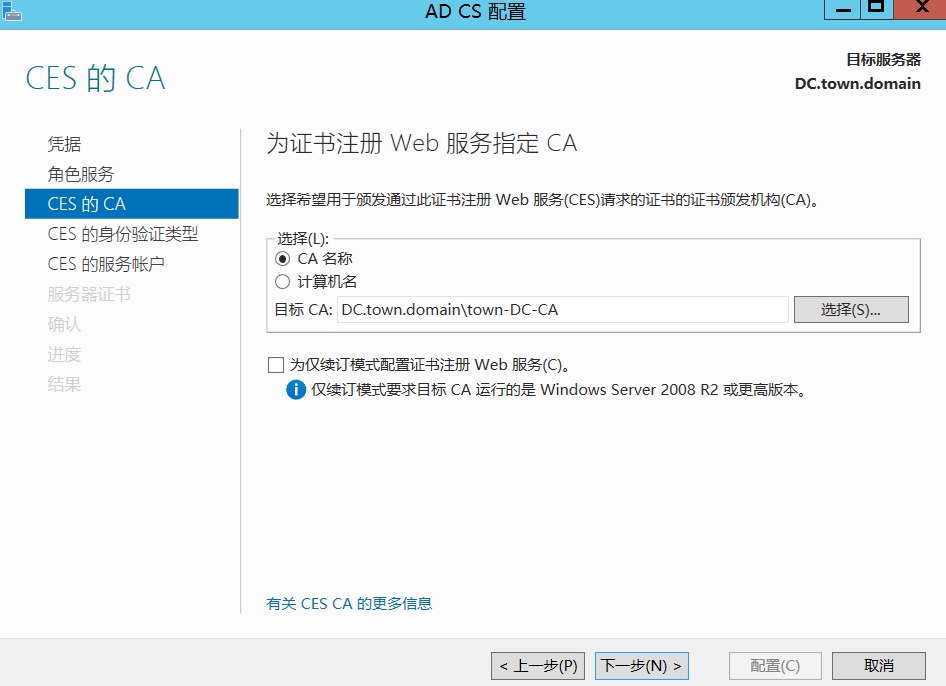 AD CS 配置
CES 的 CA
目标服务器
DC.town.domain
凭据
角色服务
CES 的 CA
CES 的身份验证类型
CES 的服务帐户
服务器证书
确认
进度
结果
为证书注册 Web 服务指定 CA
选择希望用于颁发通过此证书注册 Web 服务(CES)请求的证书的证书颁发机构(CA)。
选择(L):
CA 名称
计算机名
目标 CA: DC.town.domain\town-DC-CA 选择(S)...
为仅续订模式配置证书注册 Web 服务(C)。
仅续订模式要求目标 CA 运行的是 Windows Server 2008 R2 或更高版本。
有关 CES CA 的更多信息
< 上一步(P) 下一步(N) > 配置(C) 取消